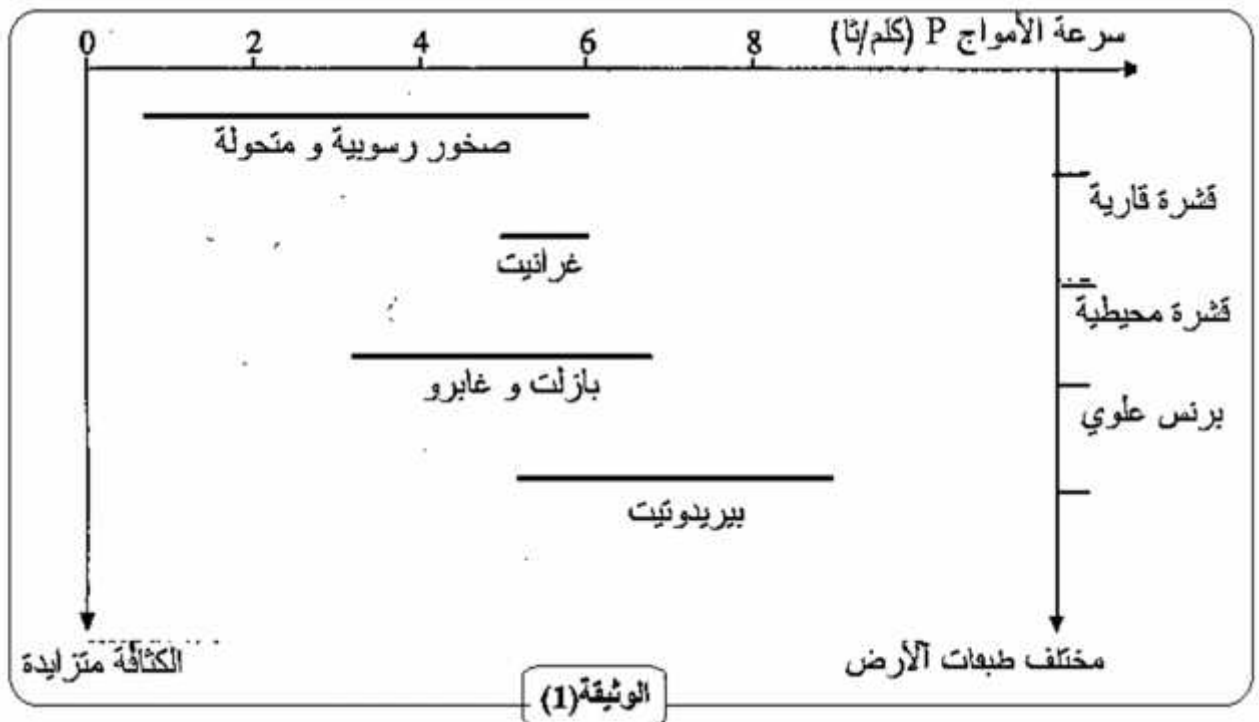 سرعة الأمواج P (كلم/ثا)
0 2 4 6 8
صخور رسوبية و متحولة
قشرة قارية
غرانيت
قشرة محيطية
بازلت و غابرو
برنس علوي
بيريدوتيت
مختلف طبقات الأرض
الكثافة متزايدة
الوثيقة(1)